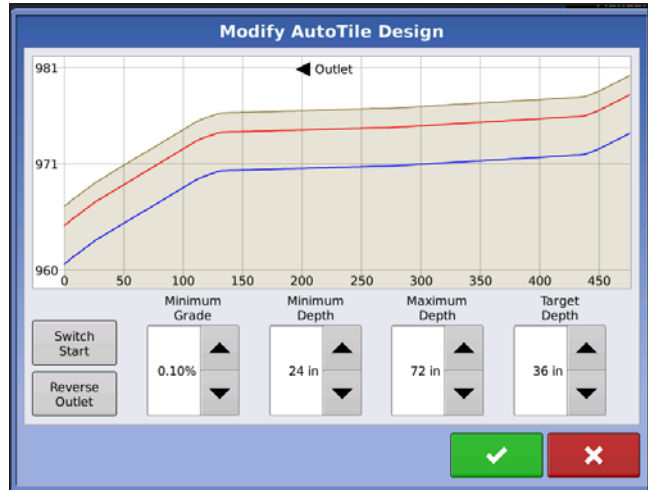 Modify AutoTile Design
981
Outlet
971
960
0 50 100 150 200 250 300 350 400 450
Minimum Grade
Minimum Depth
Maximum Depth
Target Depth
Switch Start
0.10%
24 in
72 in
36 in
Reverse Outlet